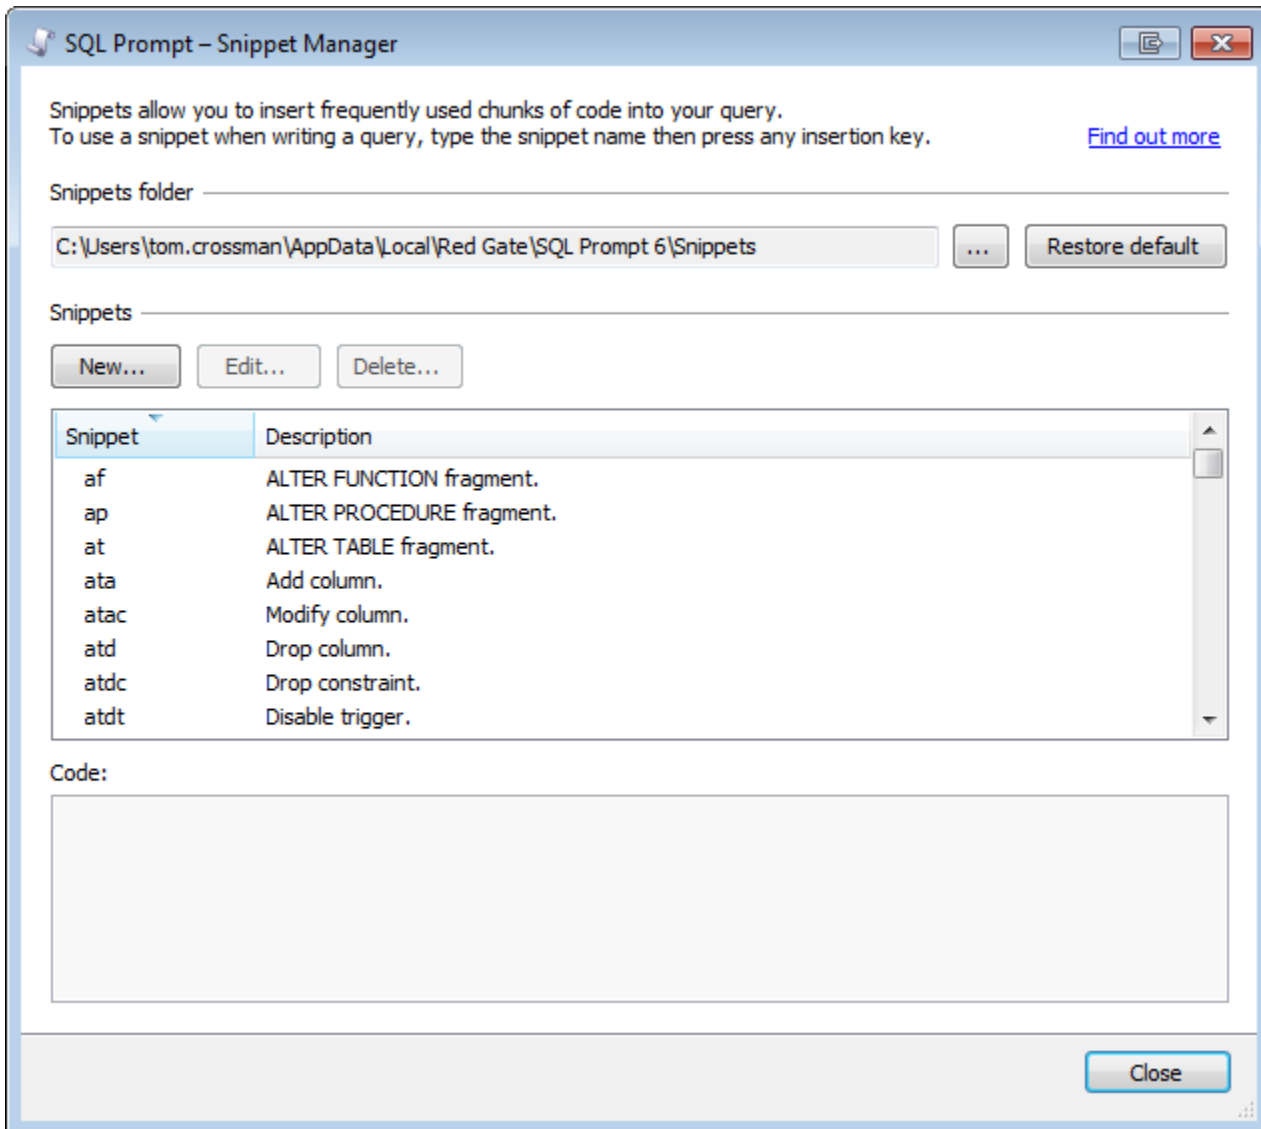 SQL Prompt – Snippet Manager
Snippets allow you to insert frequently used chunks of code into your query.
To use a snippet when writing a query, type the snippet name then press any insertion key.
Find out more
Snippets folder
C:\Users\tom.crossman\AppData\Local\Red Gate\SQL Prompt 6\Snippets
...
Restore default
Snippets
New...
Edit...
Delete...
Snippet Description
af ALTER FUNCTION fragment.
ap ALTER PROCEDURE fragment.
at ALTER TABLE fragment.
ata Add column.
atac Modify column.
atd Drop column.
atdc Drop constraint.
atdt Disable trigger.
Code:
Close